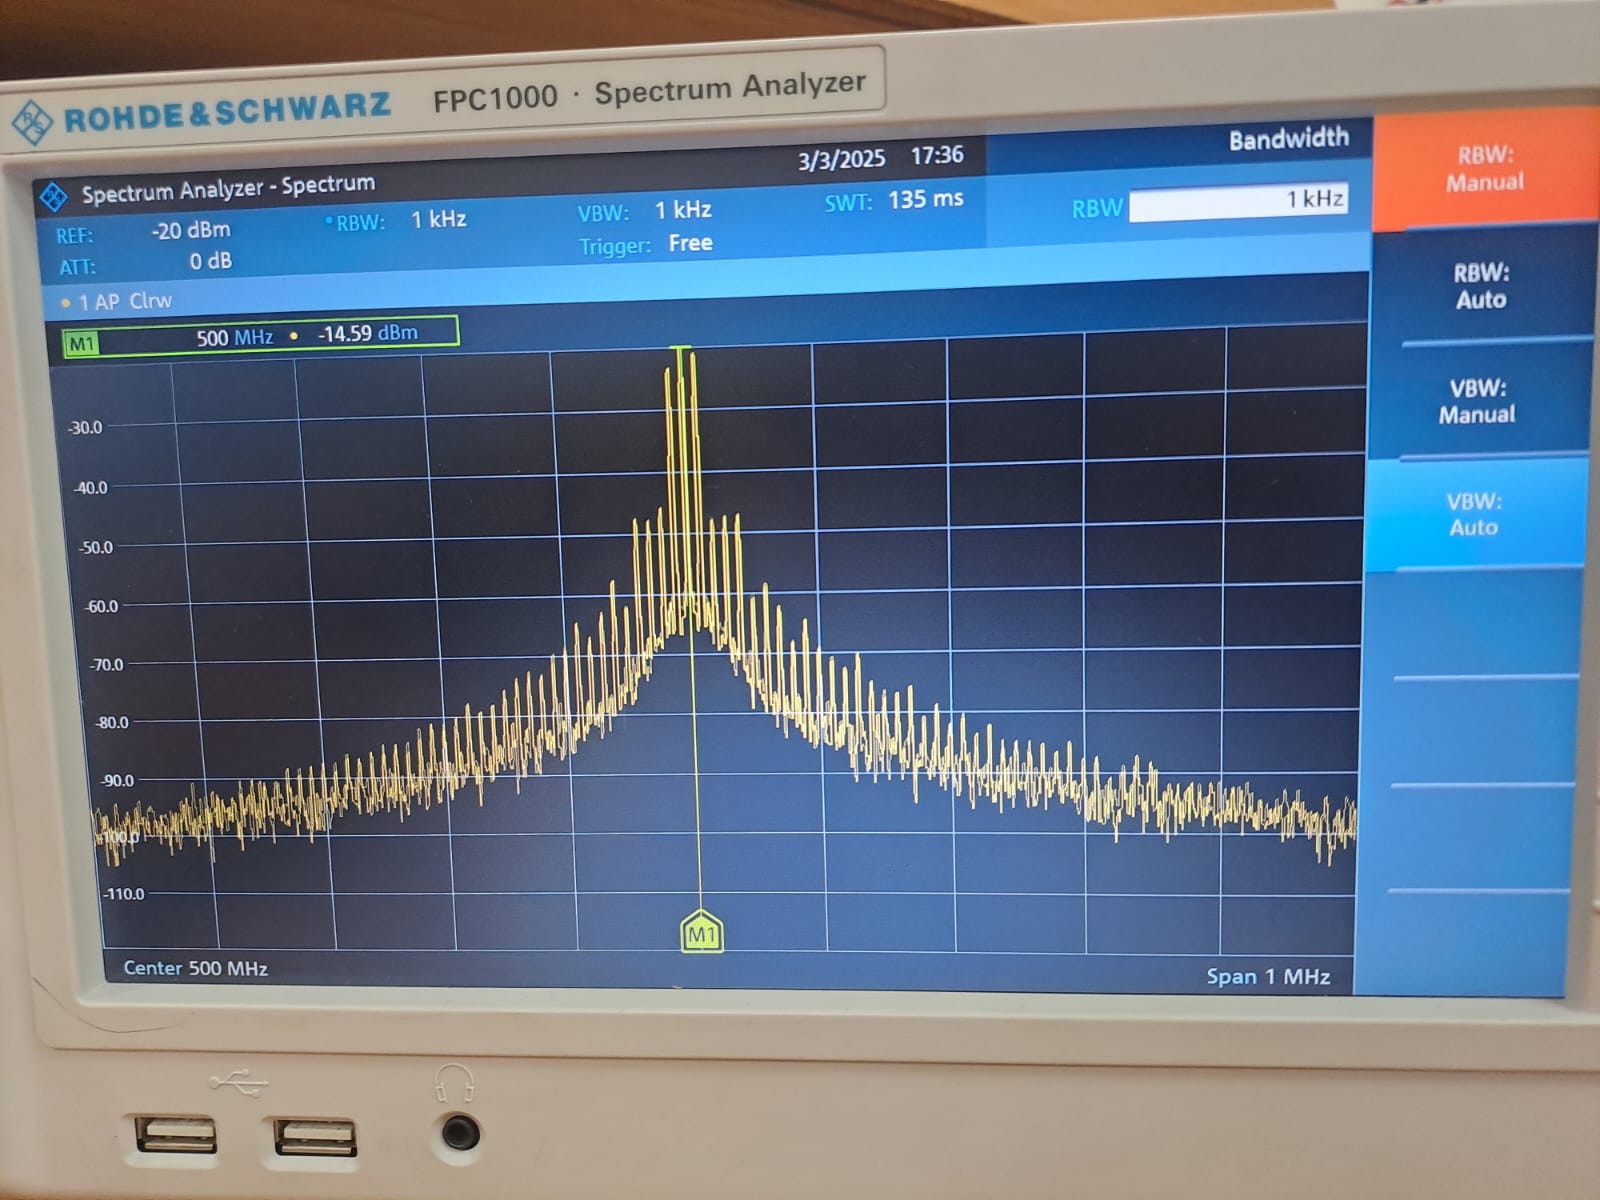 ROHDE&SCHWARZ FPC1000 · Spectrum Analyzer
Spectrum Analyzer - Spectrum 3/3/2025 17:36 Bandwidth
REF: -20 dBm •RBW: 1 kHz VBW: 1 kHz SWT: 135 ms RBW 1 kHz
ATT: 0 dB Trigger: Free
• 1 AP Clrw
M1 500 MHz • -14.59 dBm
-30.0
-40.0
-50.0
-60.0
-70.0
-80.0
-90.0
-100.0
-110.0
M1
Center 500 MHz Span 1 MHz
RBW:
Manual
RBW:
Auto
VBW:
Manual
VBW:
Auto